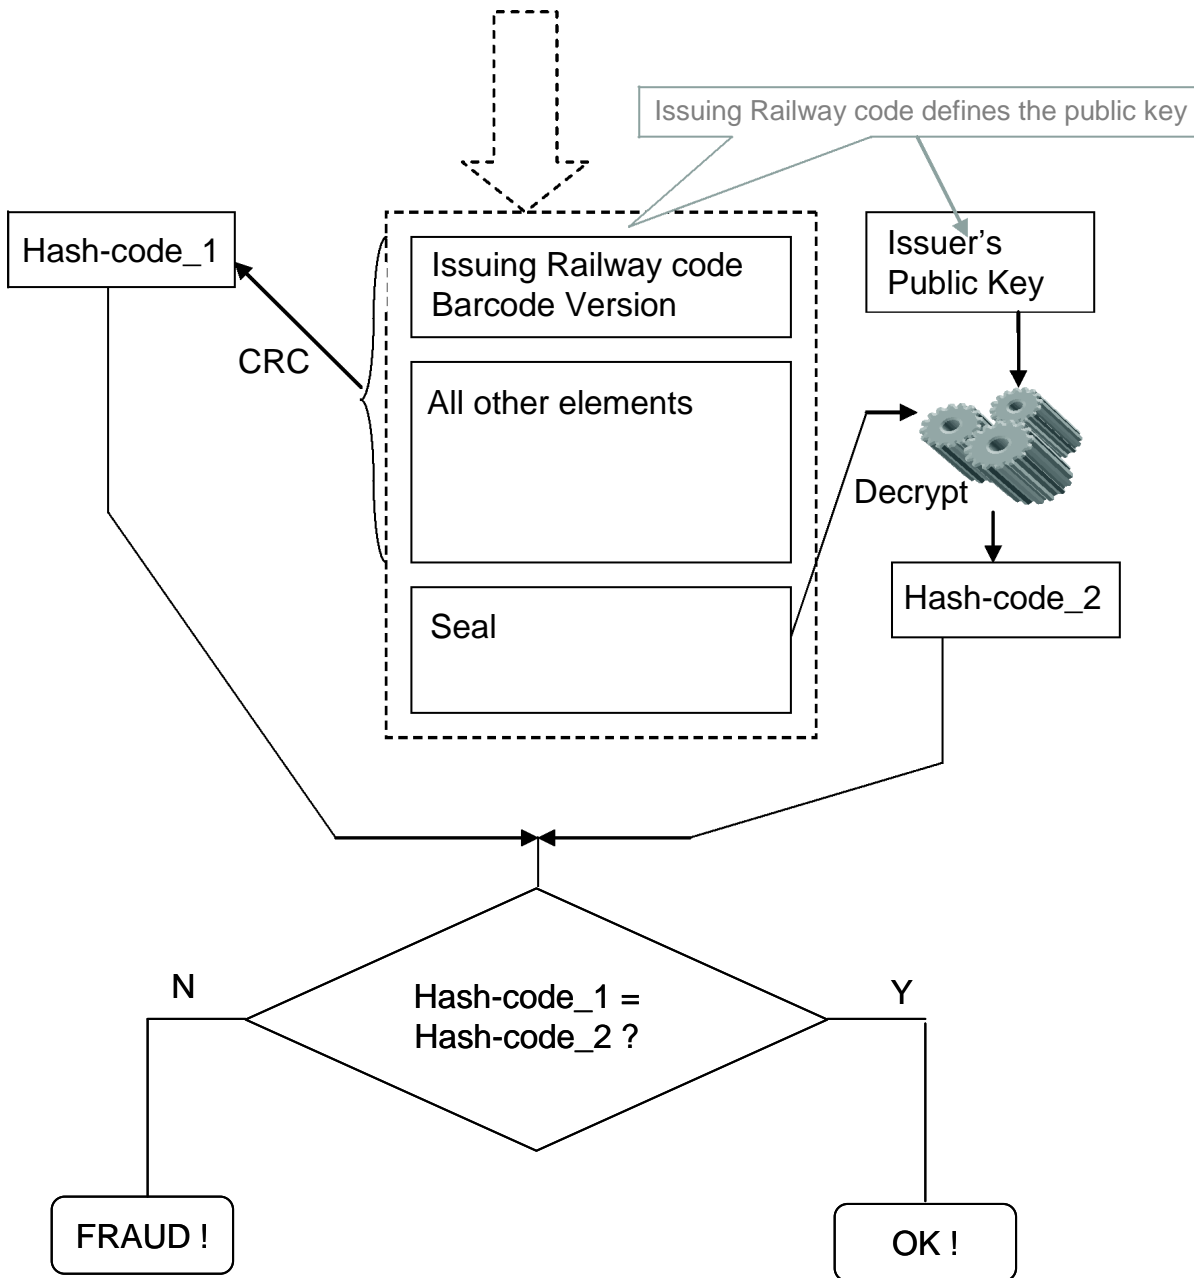 Issuing Railway code defines the public key
Hash-code_1
Issuing Railway code
Barcode Version
Issuer's
Public Key
CRC
All other elements
Decrypt
Seal
Hash-code_2
N
Hash-code_1 =
Hash-code_2 ?
Y
FRAUD !
OK !